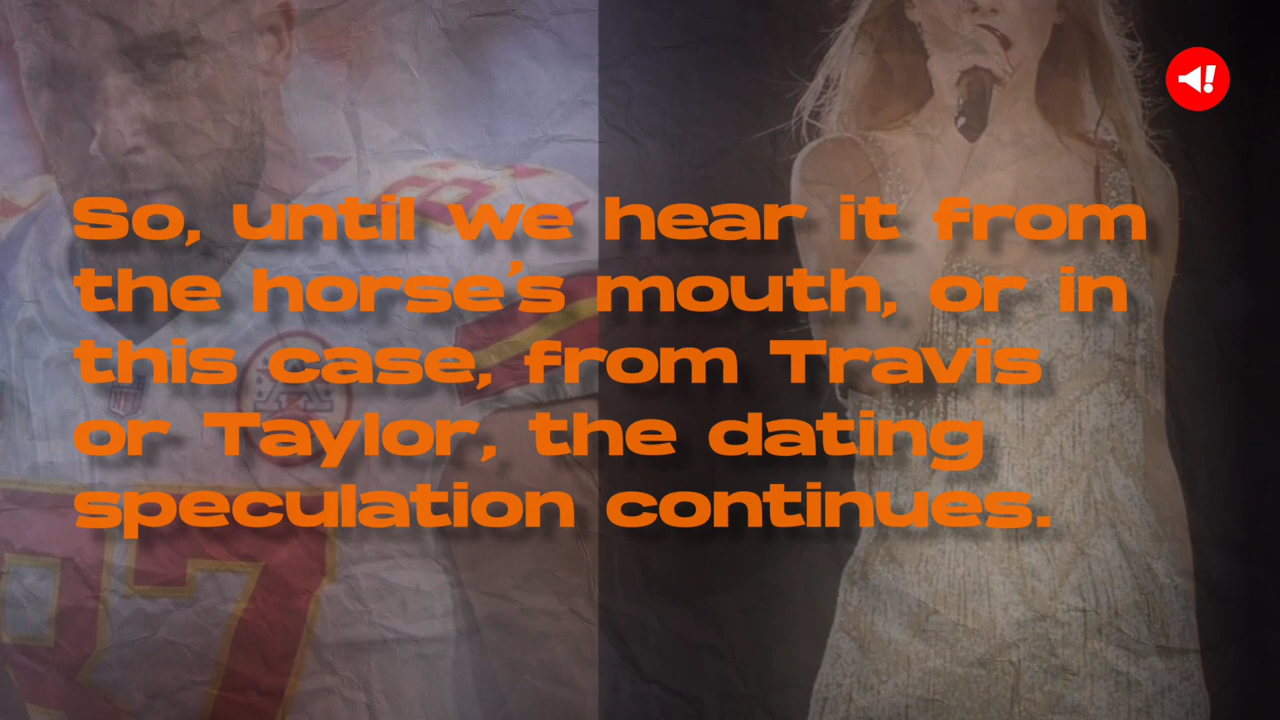 So, until we hear it from
the horse's mouth, or in
this case, from Travis
or Taylor, the dating
speculation continues.
87